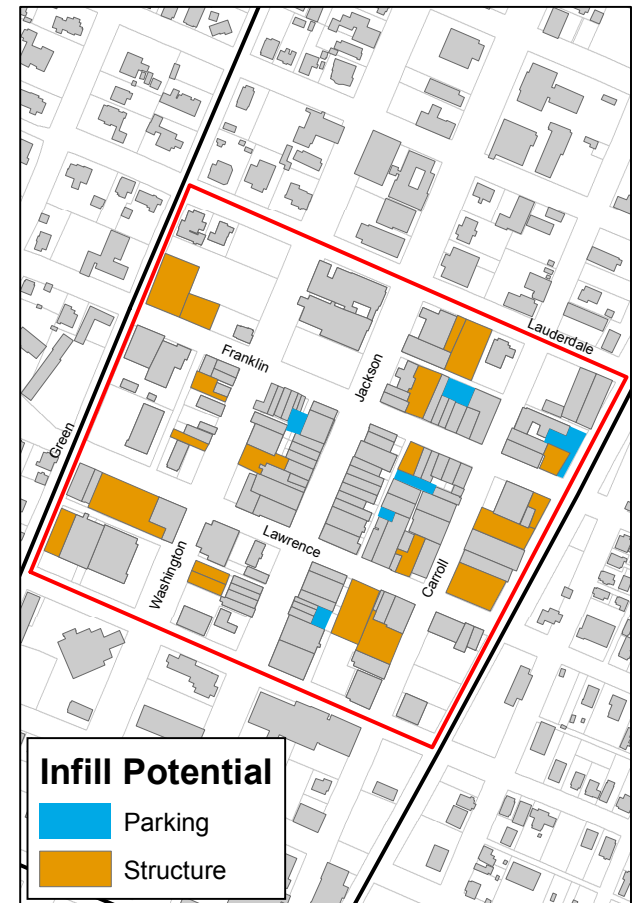 Lauderdale
Franklin
Jackson
Green
Lawrence
Washington
Carroll
Infill Potential
Parking
Structure